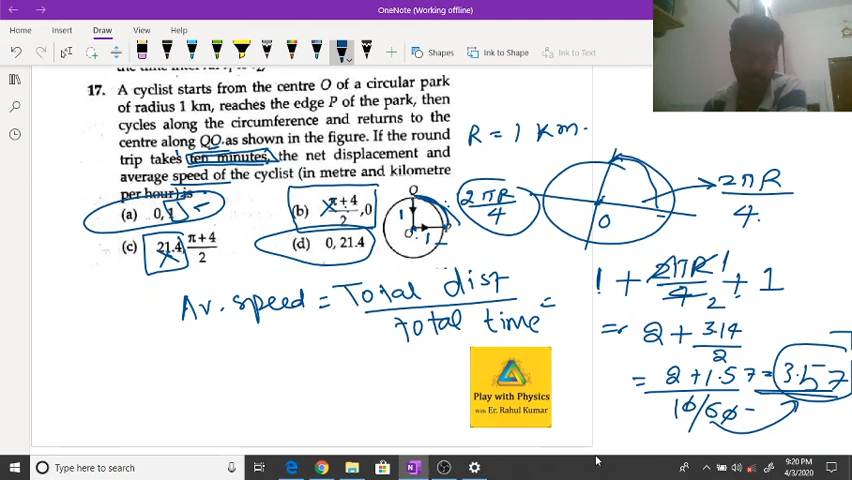 OneNote (Working offline)
Home Insert Draw View Help
Shapes Ink to Shape Ink to Text
17. A cyclist starts from the centre O of a circular park
of radius 1 km, reaches the edge P of the park, then
cycles along the circumference and returns to the
centre along QO as shown in the figure. If the round
trip takes ten minutes, the net displacement and
average speed of the cyclist (in metre and kilometre
per hour) is
(a) 0, 1
(b) π+4/2, 0
(c) 21.4, π+4/2
(d) 0, 21.4
Q
1
O
1
R = 1 Km.
2πR/4
O
2πR/4
Av. speed = Total dist/total time =
1 + 2πR/4 + 1
1
2
= 2 + 3.14/2
= 2+1.57/10/60 = 3.57
Play with Physics
with Er. Rahul Kumar
Type here to search
9:20 PM
4/3/2020